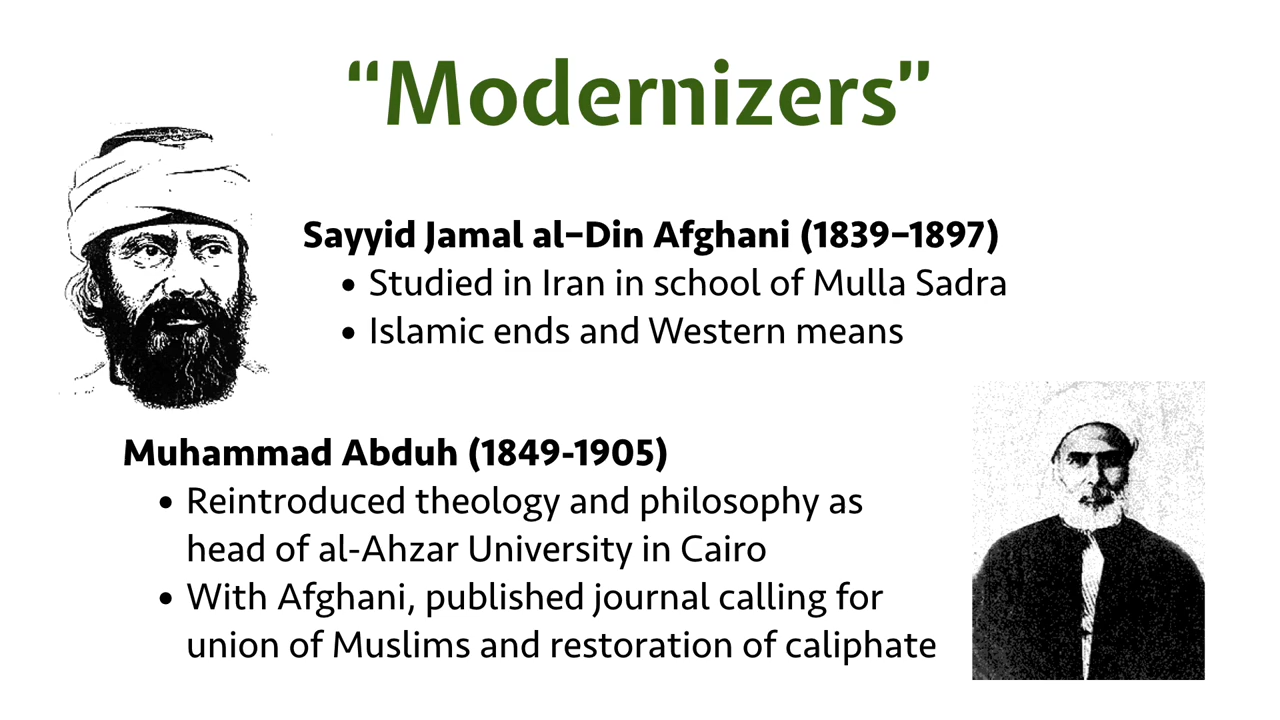 “Modernizers”
Sayyid Jamal al–Din Afghani (1839–1897)
• Studied in Iran in school of Mulla Sadra
• Islamic ends and Western means
Muhammad Abduh (1849-1905)
• Reintroduced theology and philosophy as
head of al-Ahzar University in Cairo
• With Afghani, published journal calling for
union of Muslims and restoration of caliphate